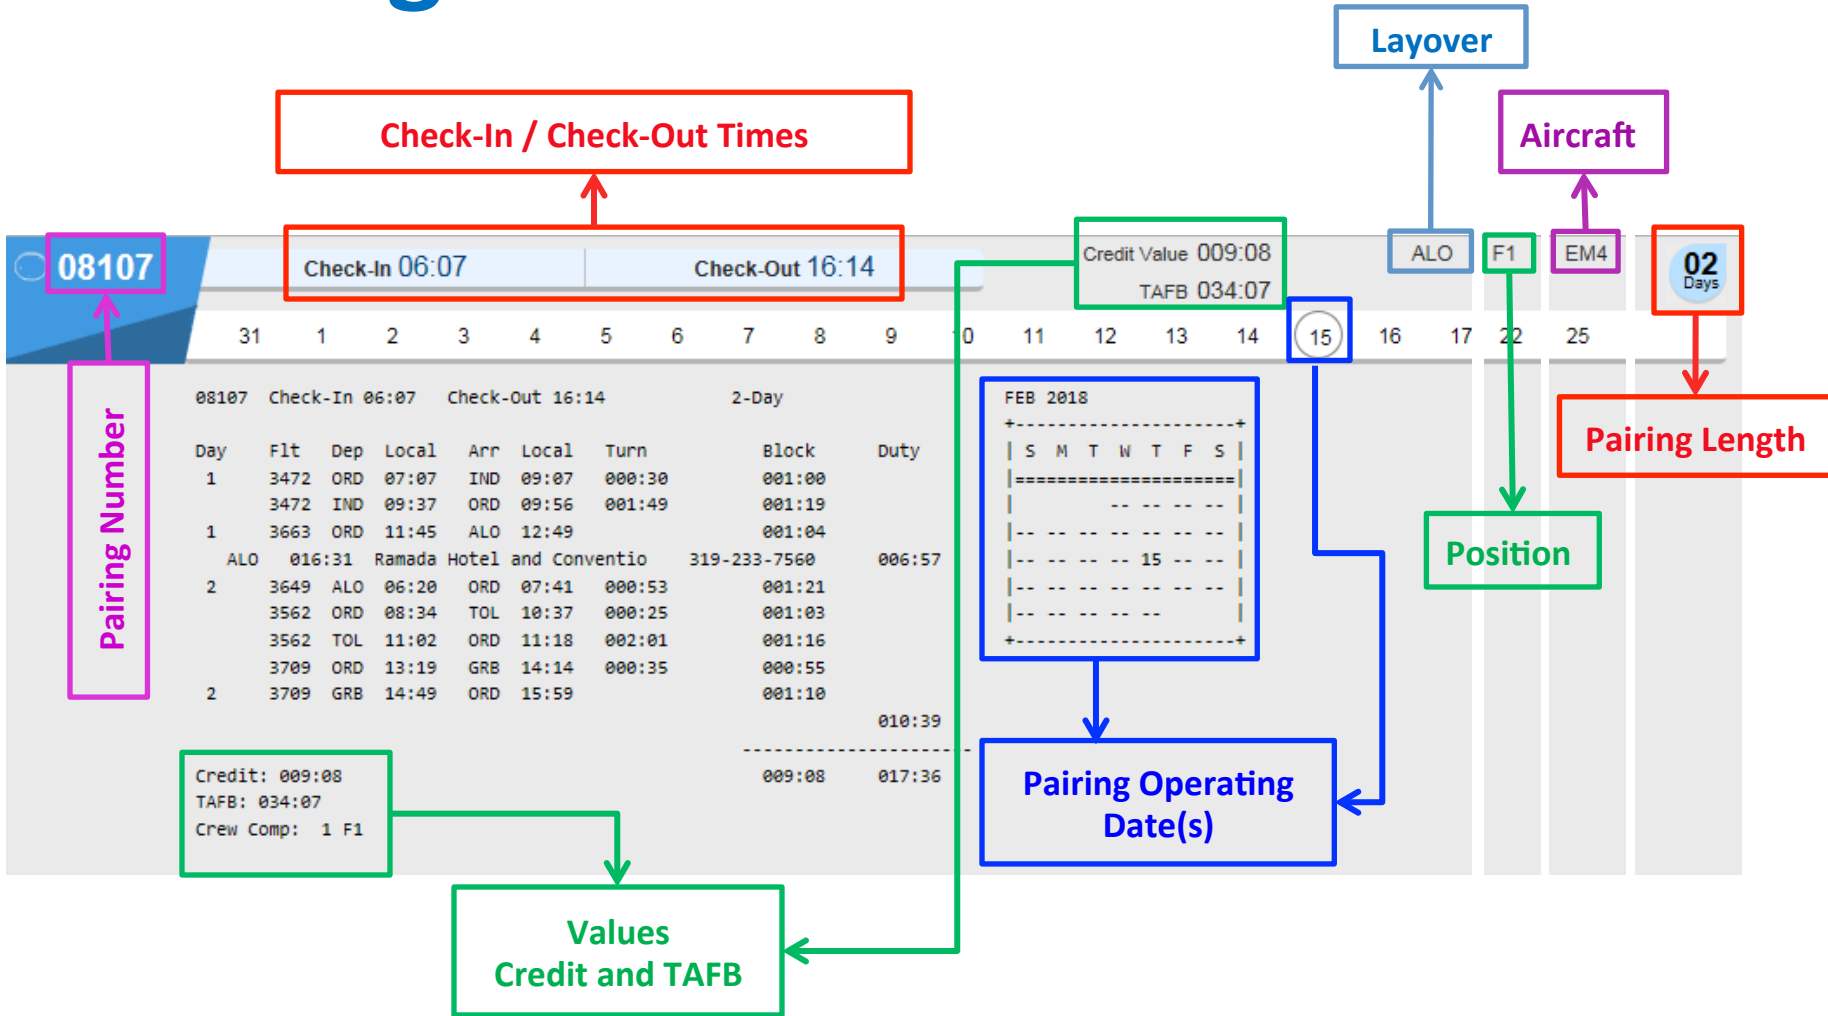 Layover
Check-In / Check-Out Times
Aircraft
08107
Check-In 06:07
Check-Out 16:14
Credit Value 009:08
TAFB 034:07
ALO
F1
EM4
02
Days
31 1 2 3 4 5 6 7 8 9 10 11 12 13 14 15 16 17 22 25
Pairing Number
08107 Check-In 06:07 Check-Out 16:14 2-Day
Day Flt Dep Local Arr Local Turn Block Duty
1 3472 ORD 07:07 IND 09:07 000:30 001:00
3472 IND 09:37 ORD 09:56 001:49 001:19
1 3663 ORD 11:45 ALO 12:49 001:04
ALO 016:31 Ramada Hotel and Conventio 319-233-7560 006:57
2 3649 ALO 06:20 ORD 07:41 000:53 001:21
3562 ORD 08:34 TOL 10:37 000:25 001:03
3562 TOL 11:02 ORD 11:18 002:01 001:16
3709 ORD 13:19 GRB 14:14 000:35 000:55
2 3709 GRB 14:49 ORD 15:59 001:10
010:39
----------------------
009:08 017:36
Credit: 009:08
TAFB: 034:07
Crew Comp: 1 F1
FEB 2018
+---------------------+
| S M T W T F S |
|=====================|
| -- -- -- -- |
|-- -- -- -- -- -- -- |
|-- -- -- -- 15 -- -- |
|-- -- -- -- -- -- -- |
|-- -- -- -- -- |
+---------------------+
Pairing Length
Position
Pairing Operating
Date(s)
Values
Credit and TAFB